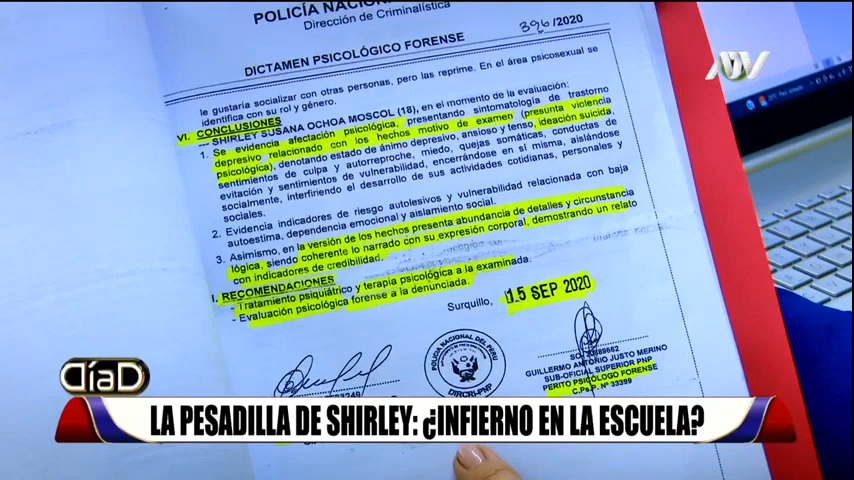 POLICÍA NACIONAL
Dirección de Criminalística
396/2020
DICTAMEN PSICOLÓGICO FORENSE
le gustaría socializar con otras personas, pero las reprime. En el área psicosexual se
identifica con su rol y género.
VI. CONCLUSIONES
--- SHIRLEY SUSANA OCHOA MOSCOL (18), en el momento de la evaluación:
1. Se evidencia afectación psicológica, presentando sintomatología de trastorno
depresivo relacionado con los hechos motivo de examen (presunta violencia
psicológica), denotando estado de ánimo depresivo, ansioso y tenso, ideación suicida,
sentimientos de culpa y autorreproche, miedo, quejas somáticas, conductas de
evitación y sentimientos de vulnerabilidad, encerrándose en sí misma, aislándose
socialmente, interfiriendo el desarrollo de sus actividades cotidianas, personales y
sociales.
2. Evidencia indicadores de riesgo autolesivos y vulnerabilidad relacionada con baja
autoestima, dependencia emocional y aislamiento social.
3. Asimismo, en la versión de los hechos presenta abundancia de detalles y circunstancia
lógica, siendo coherente lo narrado con su expresión corporal, demostrando un relato
con indicadores de credibilidad.
I. RECOMENDACIONES
- Tratamiento psiquiátrico y terapia psicológica a la examinada.
- Evaluación psicológica forense a la denunciada.
Surquillo,
15 SEP 2020
POLICÍA NACIONAL DEL PERÚ
DIRCRI-PNP
GUILLERMO ANTONIO JUSTO MERINO
SUB-OFICIAL SUPERIOR PNP
PERITO PSICÓLOGO FORENSE
C.Ps.P. N° 33399
ATV
DíaD
LA PESADILLA DE SHIRLEY: ¿INFIERNO EN LA ESCUELA?